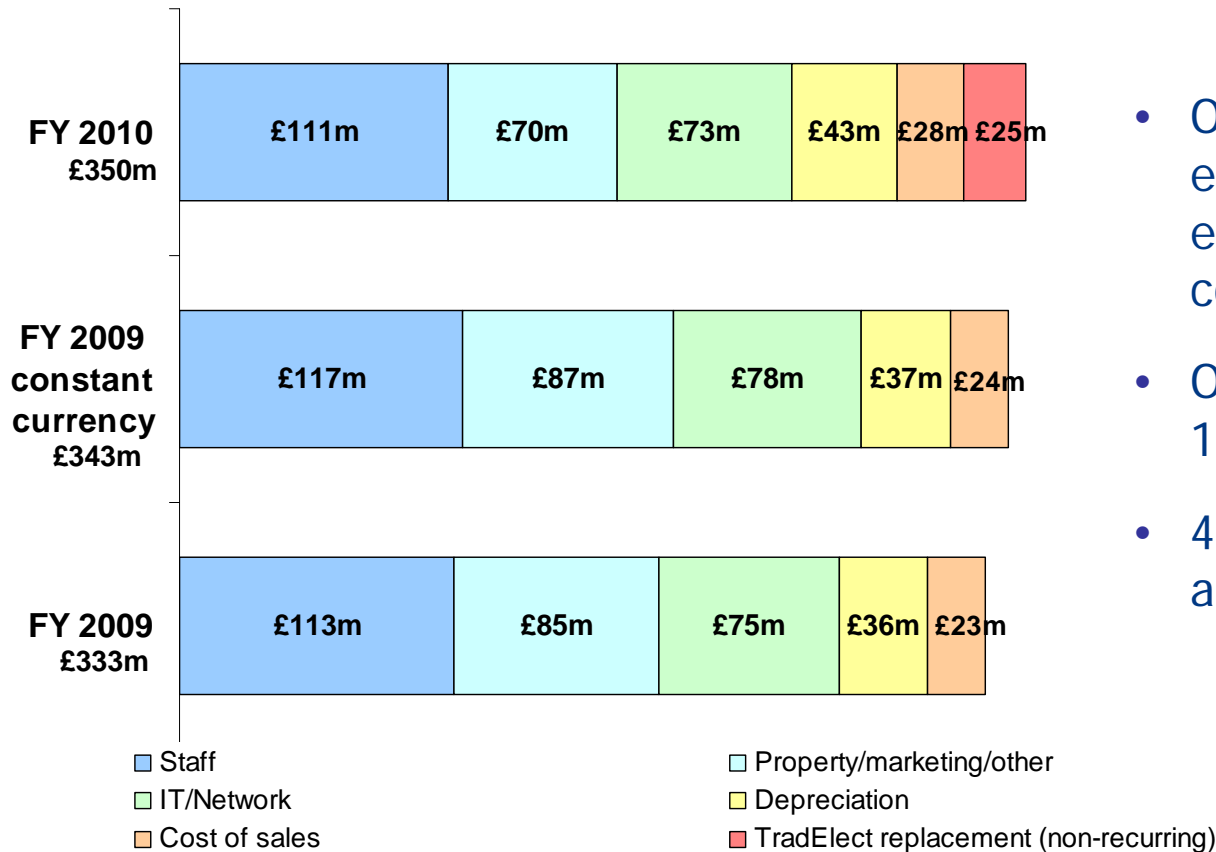 FY 2010
£350m
£111m £70m £73m £43m £28m £25m
FY 2009
constant
currency
£343m
£117m £87m £78m £37m £24m
FY 2009
£333m
£113m £85m £75m £36m £23m
Staff Property/marketing/other
IT/Network Depreciation
Cost of sales TradElect replacement (non-recurring)